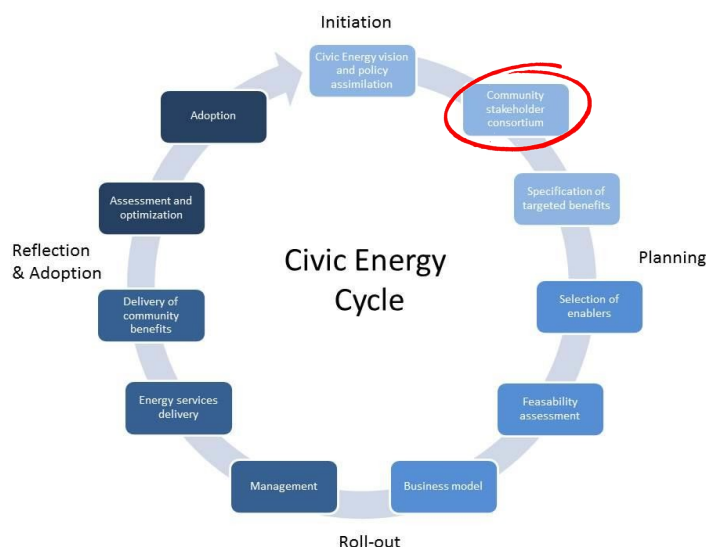 Initiation
Civic Energy vision
and policy
assimilation
Community
stakeholder
consortium
Specification of
targeted benefits
Planning
Selection of
enablers
Feasability
assessment
Business model
Roll-out
Management
Energy services
delivery
Delivery of
community
benefits
Reflection
& Adoption
Assessment and
optimization
Adoption
Civic Energy
Cycle